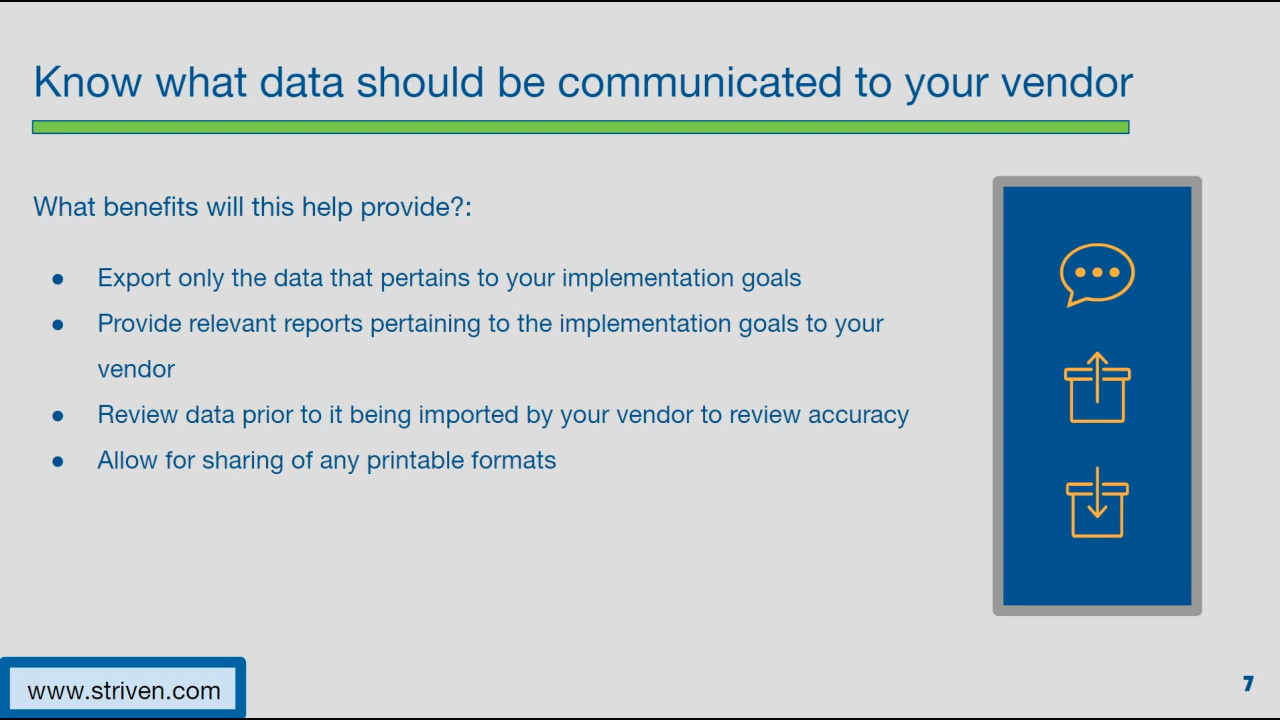 Know what data should be communicated to your vendor
What benefits will this help provide?:
● Export only the data that pertains to your implementation goals
● Provide relevant reports pertaining to the implementation goals to your
vendor
● Review data prior to it being imported by your vendor to review accuracy
● Allow for sharing of any printable formats
www.striven.com
7